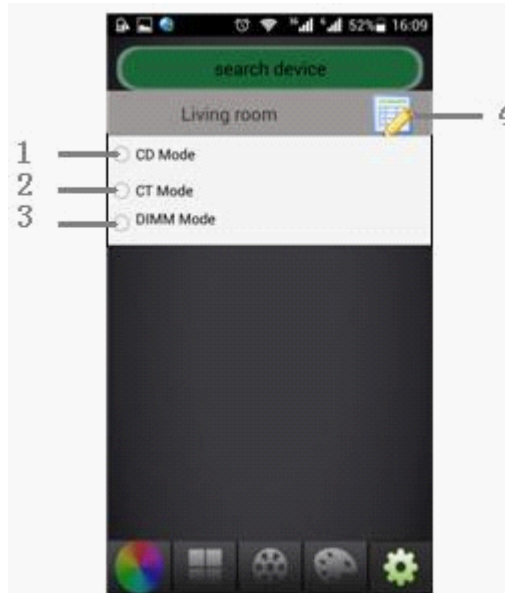 52% 16:09
search device
Living room
4
1
CD Mode
2
CT Mode
3
DIMM Mode